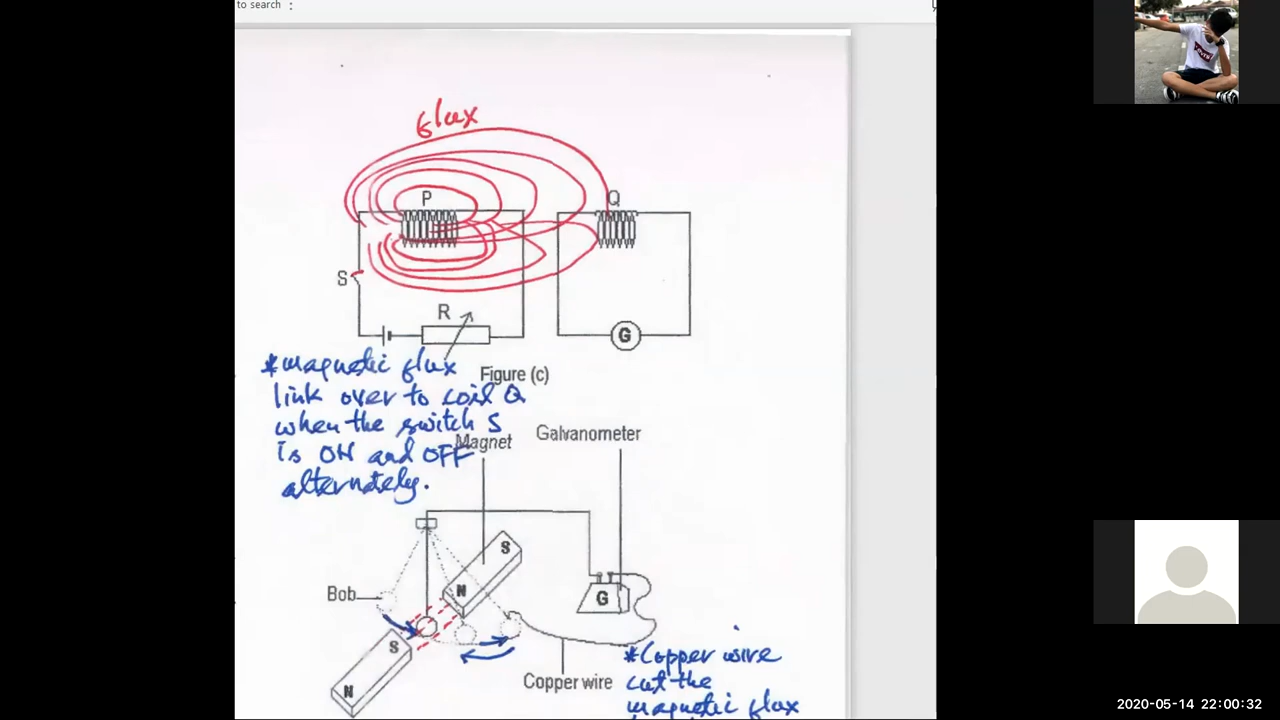 to search :
flux
P
Q
S
R
G
Figure (c)
*magnetic flux
link over to coil Q
when the switch S
is ON and OFF
alternately.
Magnet
Galvanometer
S
N
G
Bob
S
N
Copper wire
*Copper wire
cut the
magnetic flux
2020-05-14 22:00:32